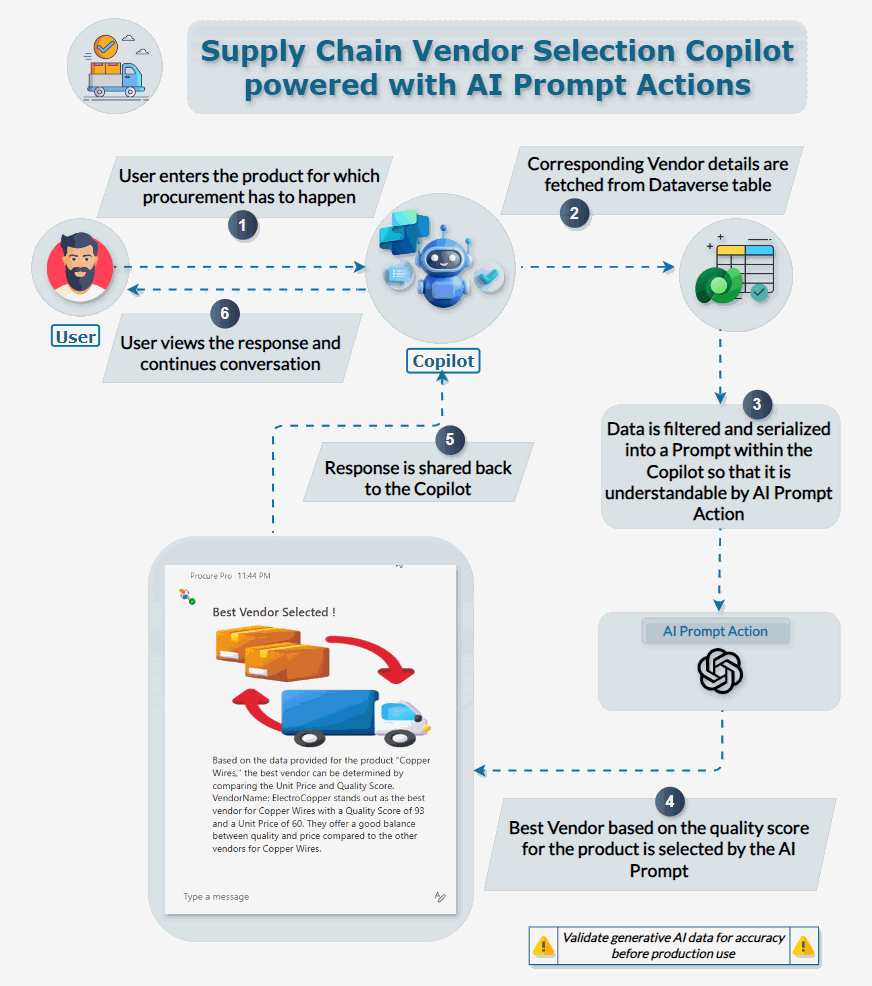 Supply Chain Vendor Selection Copilot
powered with AI Prompt Actions
User enters the product for which
procurement has to happen
1
Corresponding Vendor details are
fetched from Dataverse table
2
6
User views the response and
continues conversation
User
Copilot
3
Data is filtered and serialized
into a Prompt within the
Copilot so that it is
understandable by AI Prompt
Action
5
Response is shared back
to the Copilot
AI Prompt Action
Procure Pro 11:44 PM
Best Vendor Selected !
Based on the data provided for the product "Copper
Wires," the best vendor can be determined by
comparing the Unit Price and Quality Score.
VendorName: ElectroCopper stands out as the best
vendor for Copper Wires with a Quality Score of 93
and a Unit Price of 60. They offer a good balance
between quality and price compared to the other
vendors for Copper Wires.
Type a message
4
Best Vendor based on the quality score
for the product is selected by the AI
Prompt
Validate generative AI data for accuracy
before production use